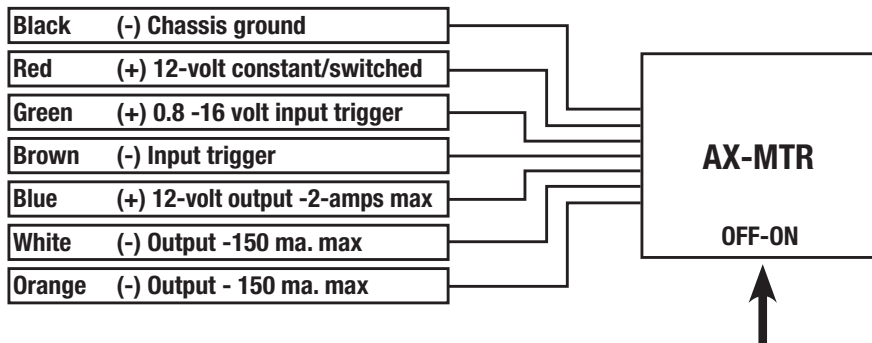 Black (-) Chassis ground
Red (+) 12-volt constant/switched
Green (+) 0.8 -16 volt input trigger
Brown (-) Input trigger
Blue (+) 12-volt output -2-amps max
White (-) Output -150 ma. max
Orange (-) Output - 150 ma. max
AX-MTR
OFF-ON